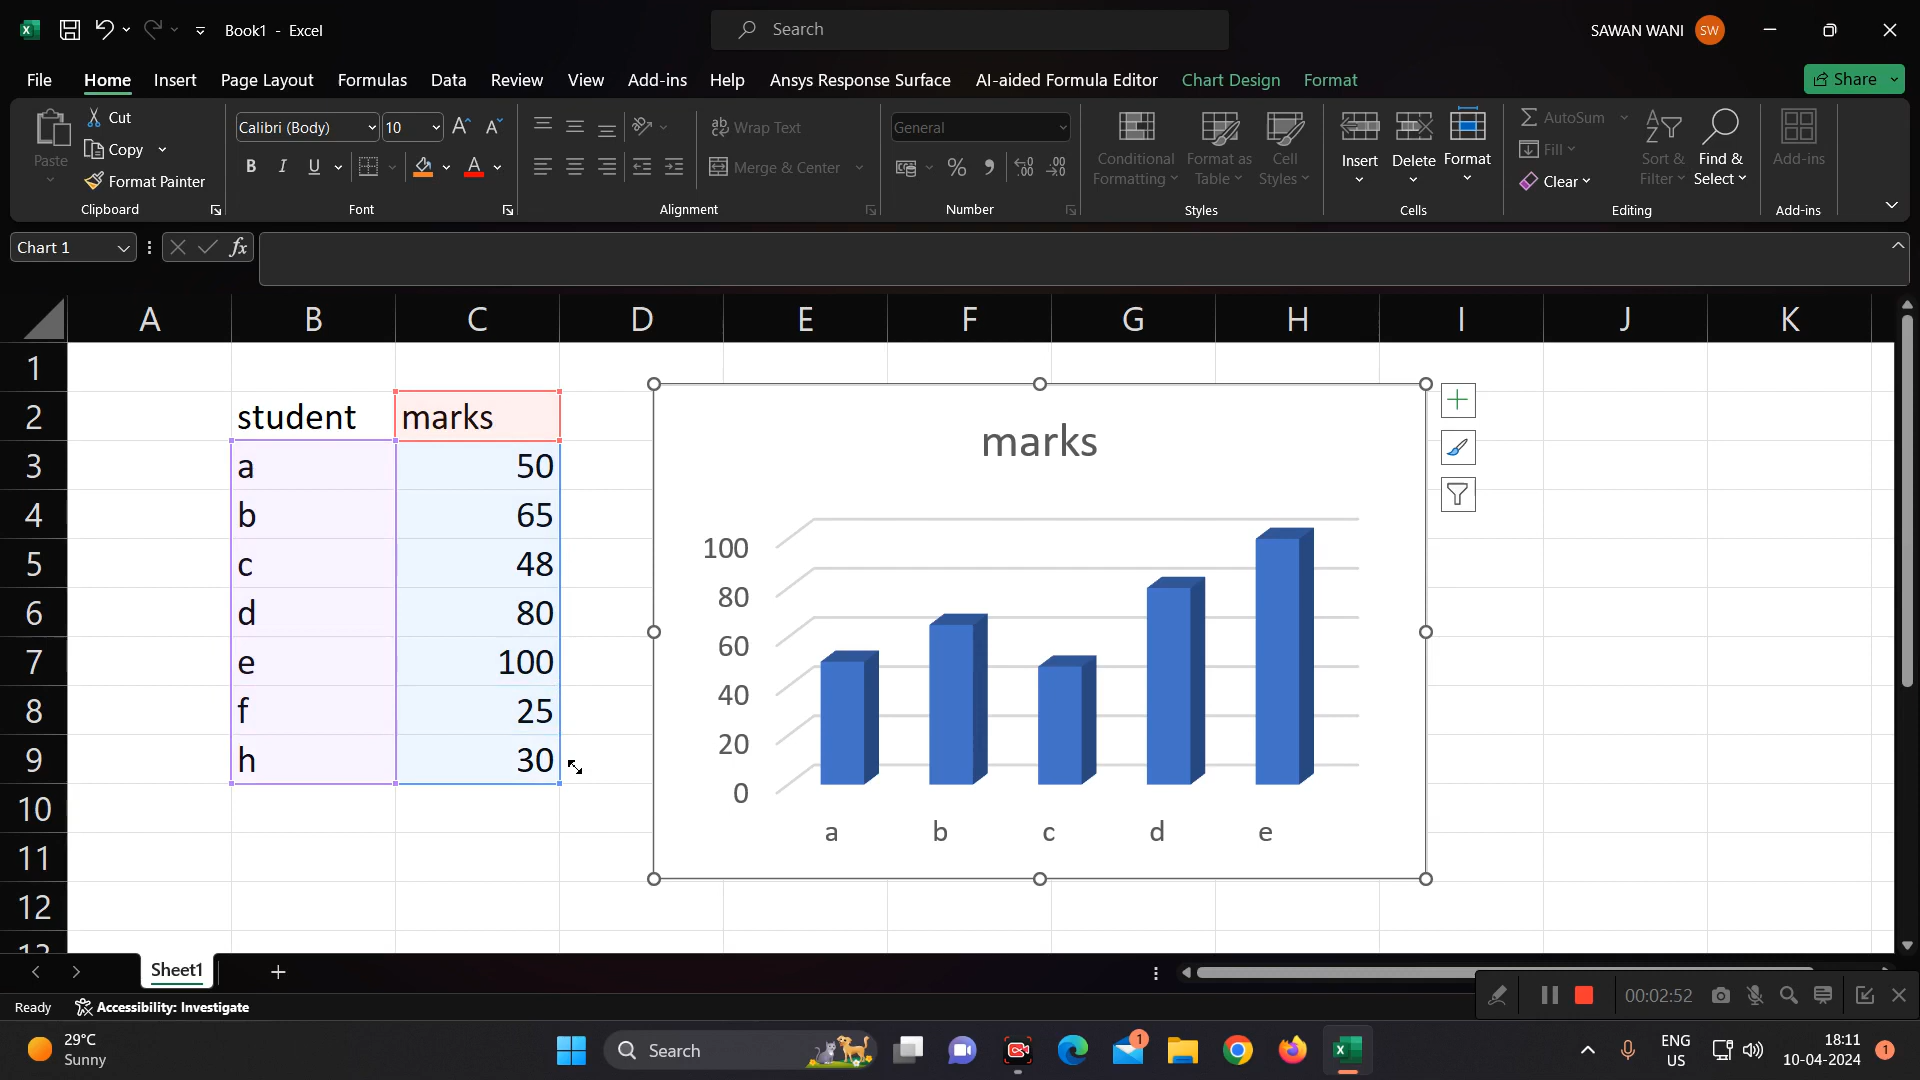 Book1 - Excel
Search
SAWAN WANI
SW
File Home Insert Page Layout Formulas Data Review View Add-ins Help Ansys Response Surface AI-aided Formula Editor Chart Design Format
Share
Paste
Cut
Copy
Format Painter
Clipboard
Calibri (Body)
10
B I U
Font
Wrap Text
Merge & Center
Alignment
General
Number
Conditional Formatting
Format as Table
Cell Styles
Styles
Insert
Delete
Format
Cells
AutoSum
Fill
Clear
Sort & Filter
Find & Select
Editing
Add-ins
Add-ins
Chart 1
fx
A B C D E F G H I J K
1
2 student marks
3 a 50
4 b 65
5 c 48
6 d 80
7 e 100
8 f 25
9 h 30
10
11
12
13
marks
100
80
60
40
20
0
a b c d e
Sheet1
Ready
Accessibility: Investigate
00:02:52
29°C
Sunny
Search
1
ENG
US
18:11
10-04-2024
1